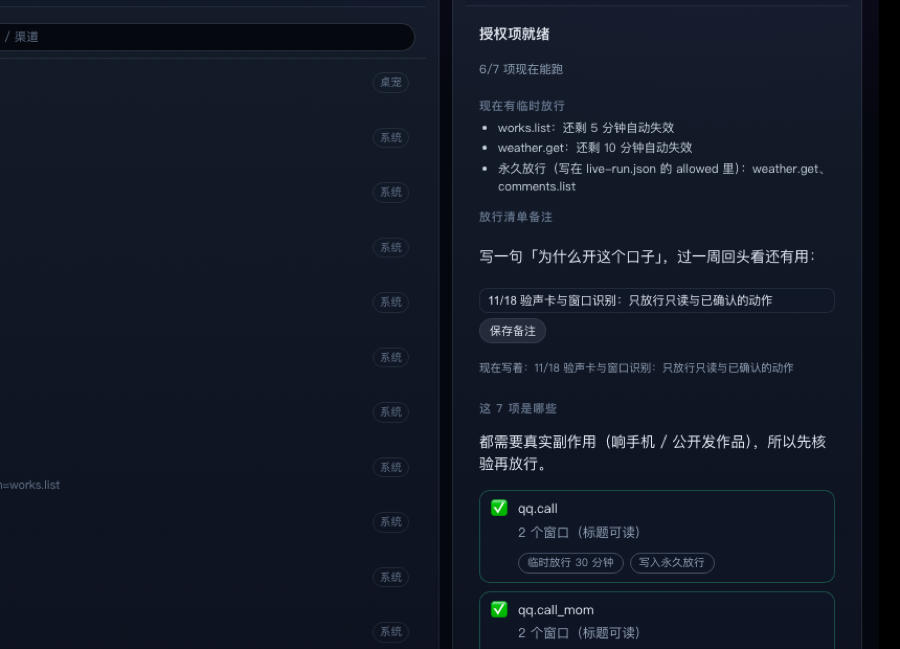 / 渠道
桌宠
系统
系统
系统
系统
系统
系统
系统
n=works.list
系统
系统
系统
授权项就绪
6/7 项现在能跑
现在有临时放行
• works.list：还剩 5 分钟自动失效
• weather.get：还剩 10 分钟自动失效
• 永久放行（写在 live-run.json 的 allowed 里）：weather.get、
comments.list
放行清单备注
写一句「为什么开这个口子」，过一周回头看还有用：
11/18 验声卡与窗口识别：只放行只读与已确认的动作
保存备注
现在写着：11/18 验声卡与窗口识别：只放行只读与已确认的动作
这 7 项是哪些
都需要真实副作用（响手机 / 公开发作品），所以先核
验再放行。
✅ qq.call
2 个窗口（标题可读）
临时放行 30 分钟 写入永久放行
✅ qq.call_mom
2 个窗口（标题可读）